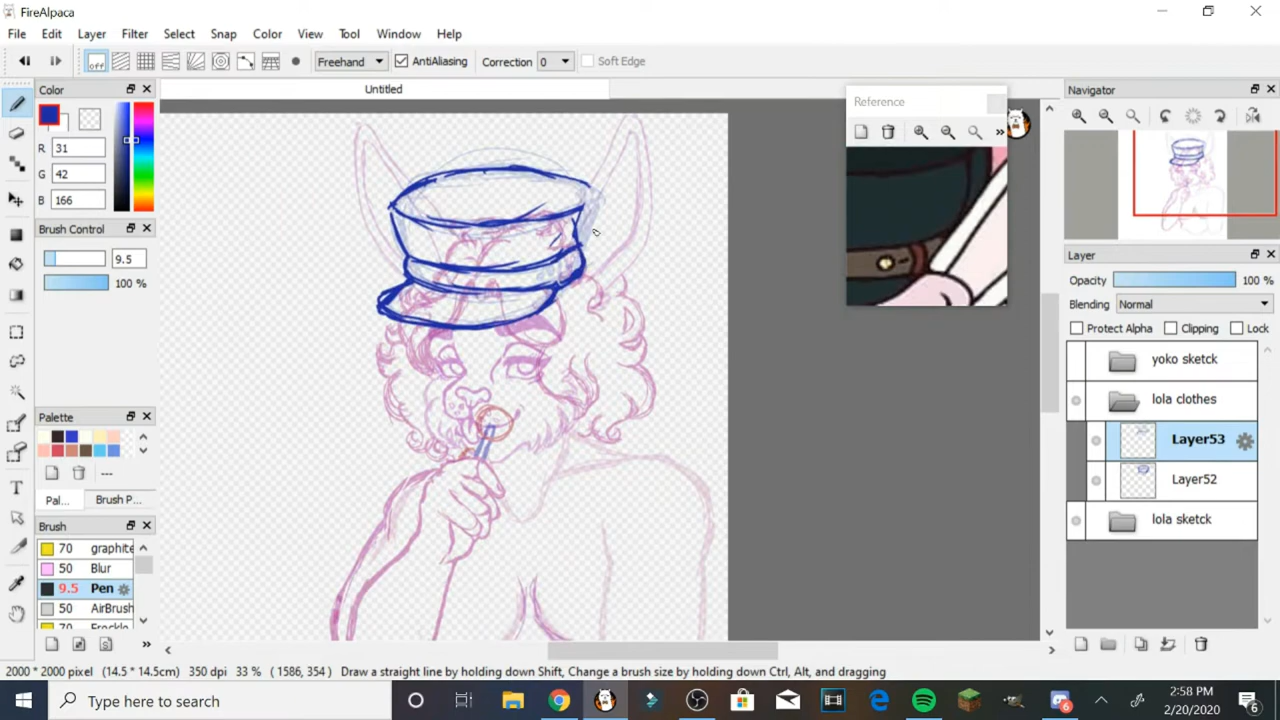 FireAlpaca
File Edit Layer Filter Select Snap Color View Tool Window Help
off Freehand AntiAliasing Correction 0 Soft Edge
Color
R 31
G 42
B 166
Brush Control
9.5
100 %
Palette
---
Pal... Brush P...
Brush
70 graphite
50 Blur
9.5 Pen
50 AirBrush
70 Freckle
Untitled
Reference
Navigator
Layer
Opacity 100 %
Blending Normal
Protect Alpha Clipping Lock
yoko sketck
lola clothes
Layer53
Layer52
lola sketck
2000 * 2000 pixel (14.5 * 14.5cm) 350 dpi 33 % ( 1586, 354 ) Draw a straight line by holding down Shift, Change a brush size by holding down Ctrl, Alt, and dragging
Type here to search
6
2:58 PM
2/20/2020
6